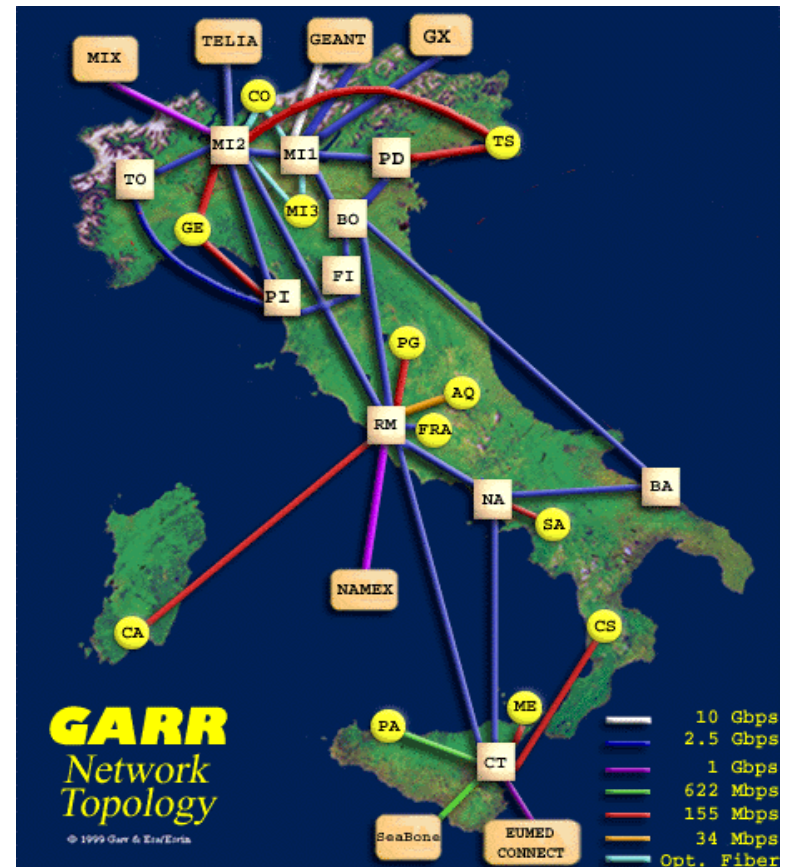 MIX
TELIA
GEANT
GX
CO
MI2
MI1
PD
TS
TO
MI3
GE
BO
FI
PI
PG
AQ
RM
FRA
NA
BA
SA
NAMEX
CA
CS
ME
PA
CT
SeaBone
EUMED
CONNECT
GARR
Network
Topology
© 1999 Garr & Esa/Esrin
10 Gbps
2.5 Gbps
1 Gbps
622 Mbps
155 Mbps
34 Mbps
Opt. Fiber